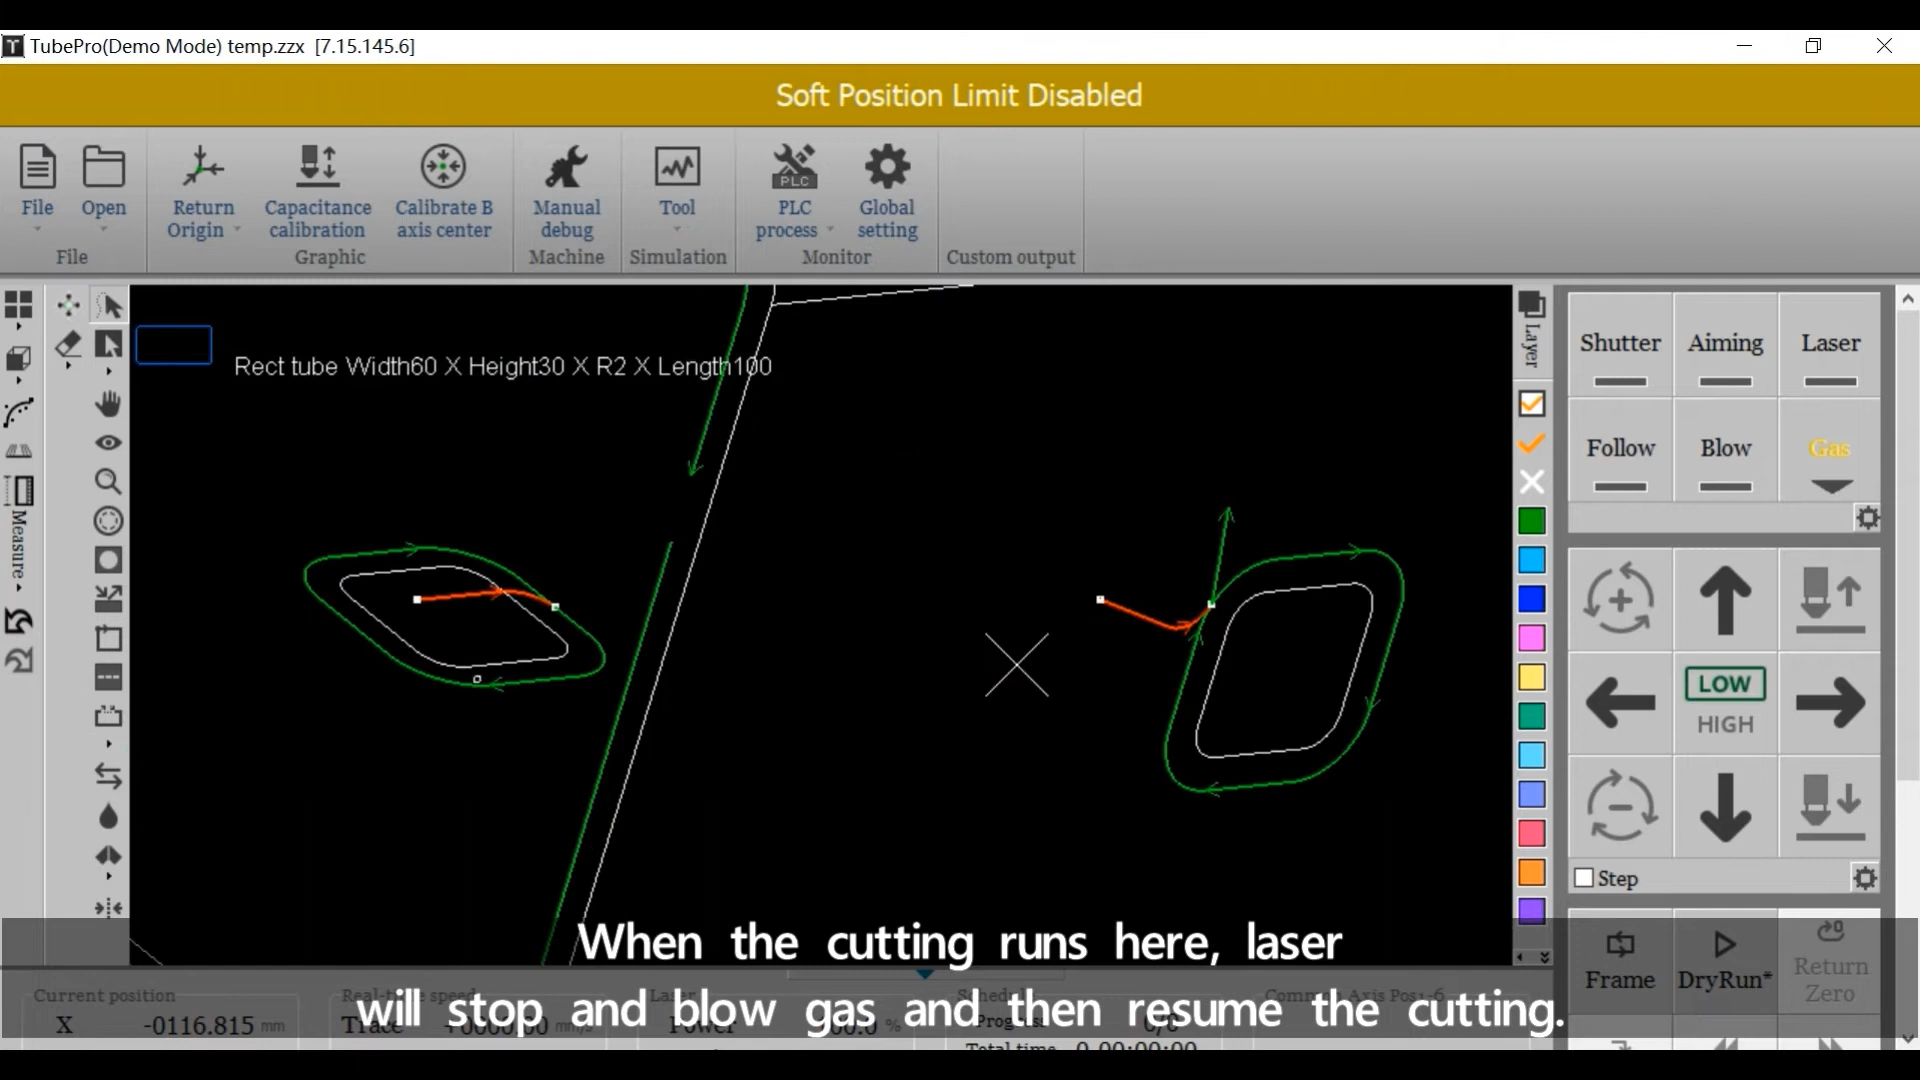 TubePro(Demo Mode) temp.zzx [7.15.145.6]
Soft Position Limit Disabled
File
Open
Return Origin
Capacitance calibration
Calibrate B axis center
Manual debug
Tool
PLC
PLC process
Global setting
File
Graphic
Machine
Simulation
Monitor
Custom output
Measure
Rect tube Width60 X Height30 X R2 X Length100
Layer
Shutter
Aiming
Laser
Follow
Blow
Gas
LOW
HIGH
Step
Frame
DryRun*
Return Zero
When the cutting runs here, laser
will stop and blow gas and then resume the cutting.
Current position
X -0116.815 mm